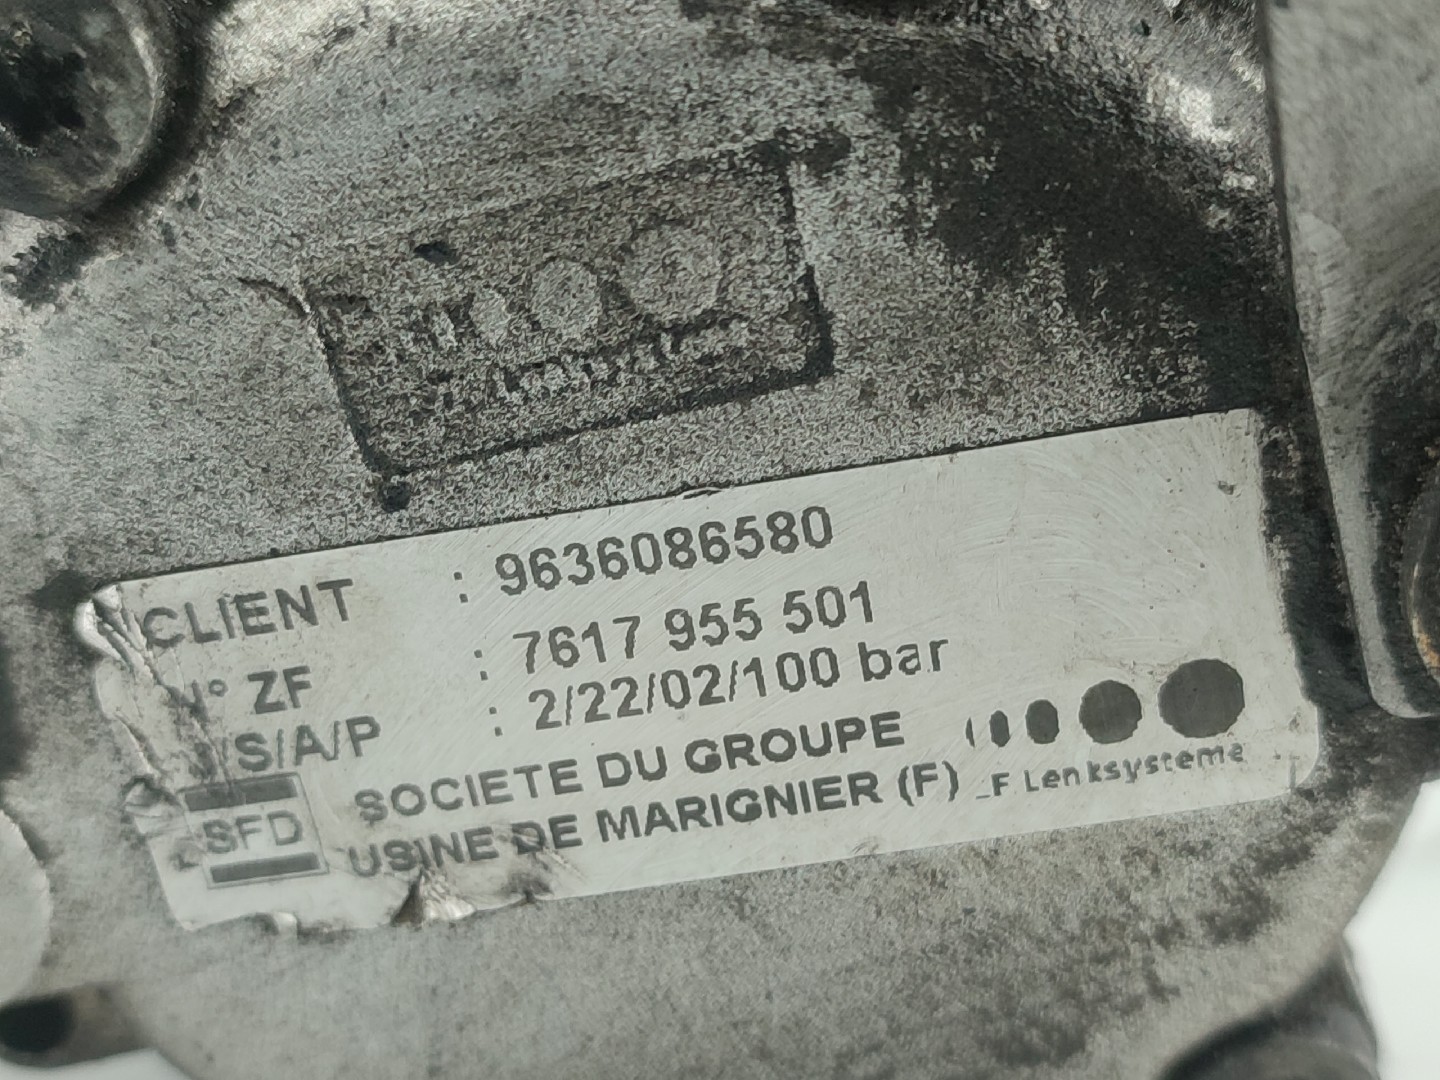 CLIENT : 9636086580
N° ZF : 7617 955 501
/S/A/P : 2/22/02/100 bar
SFD SOCIETE DU GROUPE
USINE DE MARIGNIER (F) F Lenksysteme